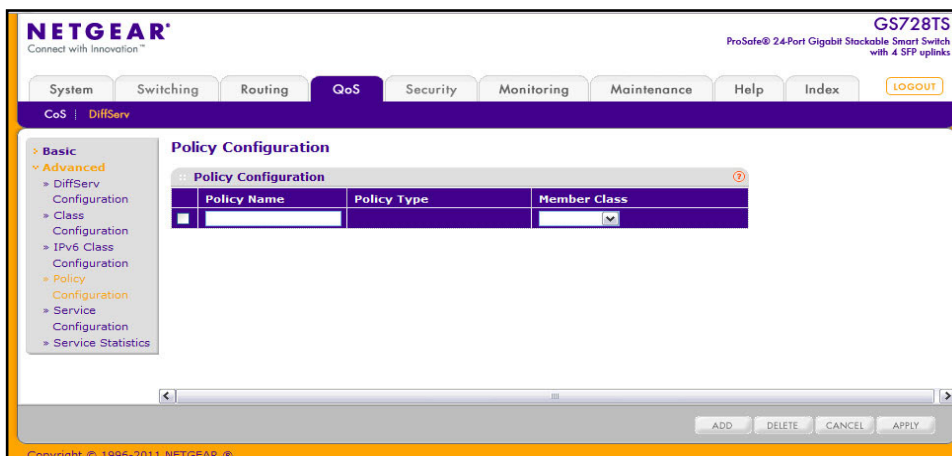 NETGEAR®
Connect with Innovation™
GS728TS
ProSafe® 24-Port Gigabit Stackable Smart Switch
with 4 SFP uplinks
System
Switching
Routing
QoS
Security
Monitoring
Maintenance
Help
Index
LOGOUT
CoS | DiffServ
Basic
Advanced
» DiffServ
Configuration
» Class
Configuration
» IPv6 Class
Configuration
» Policy
Configuration
» Service
Configuration
» Service Statistics
Policy Configuration
Policy Configuration
?
Policy Name
Policy Type
Member Class
ADD
DELETE
CANCEL
APPLY
Copyright © 1996-2011 NETGEAR ®